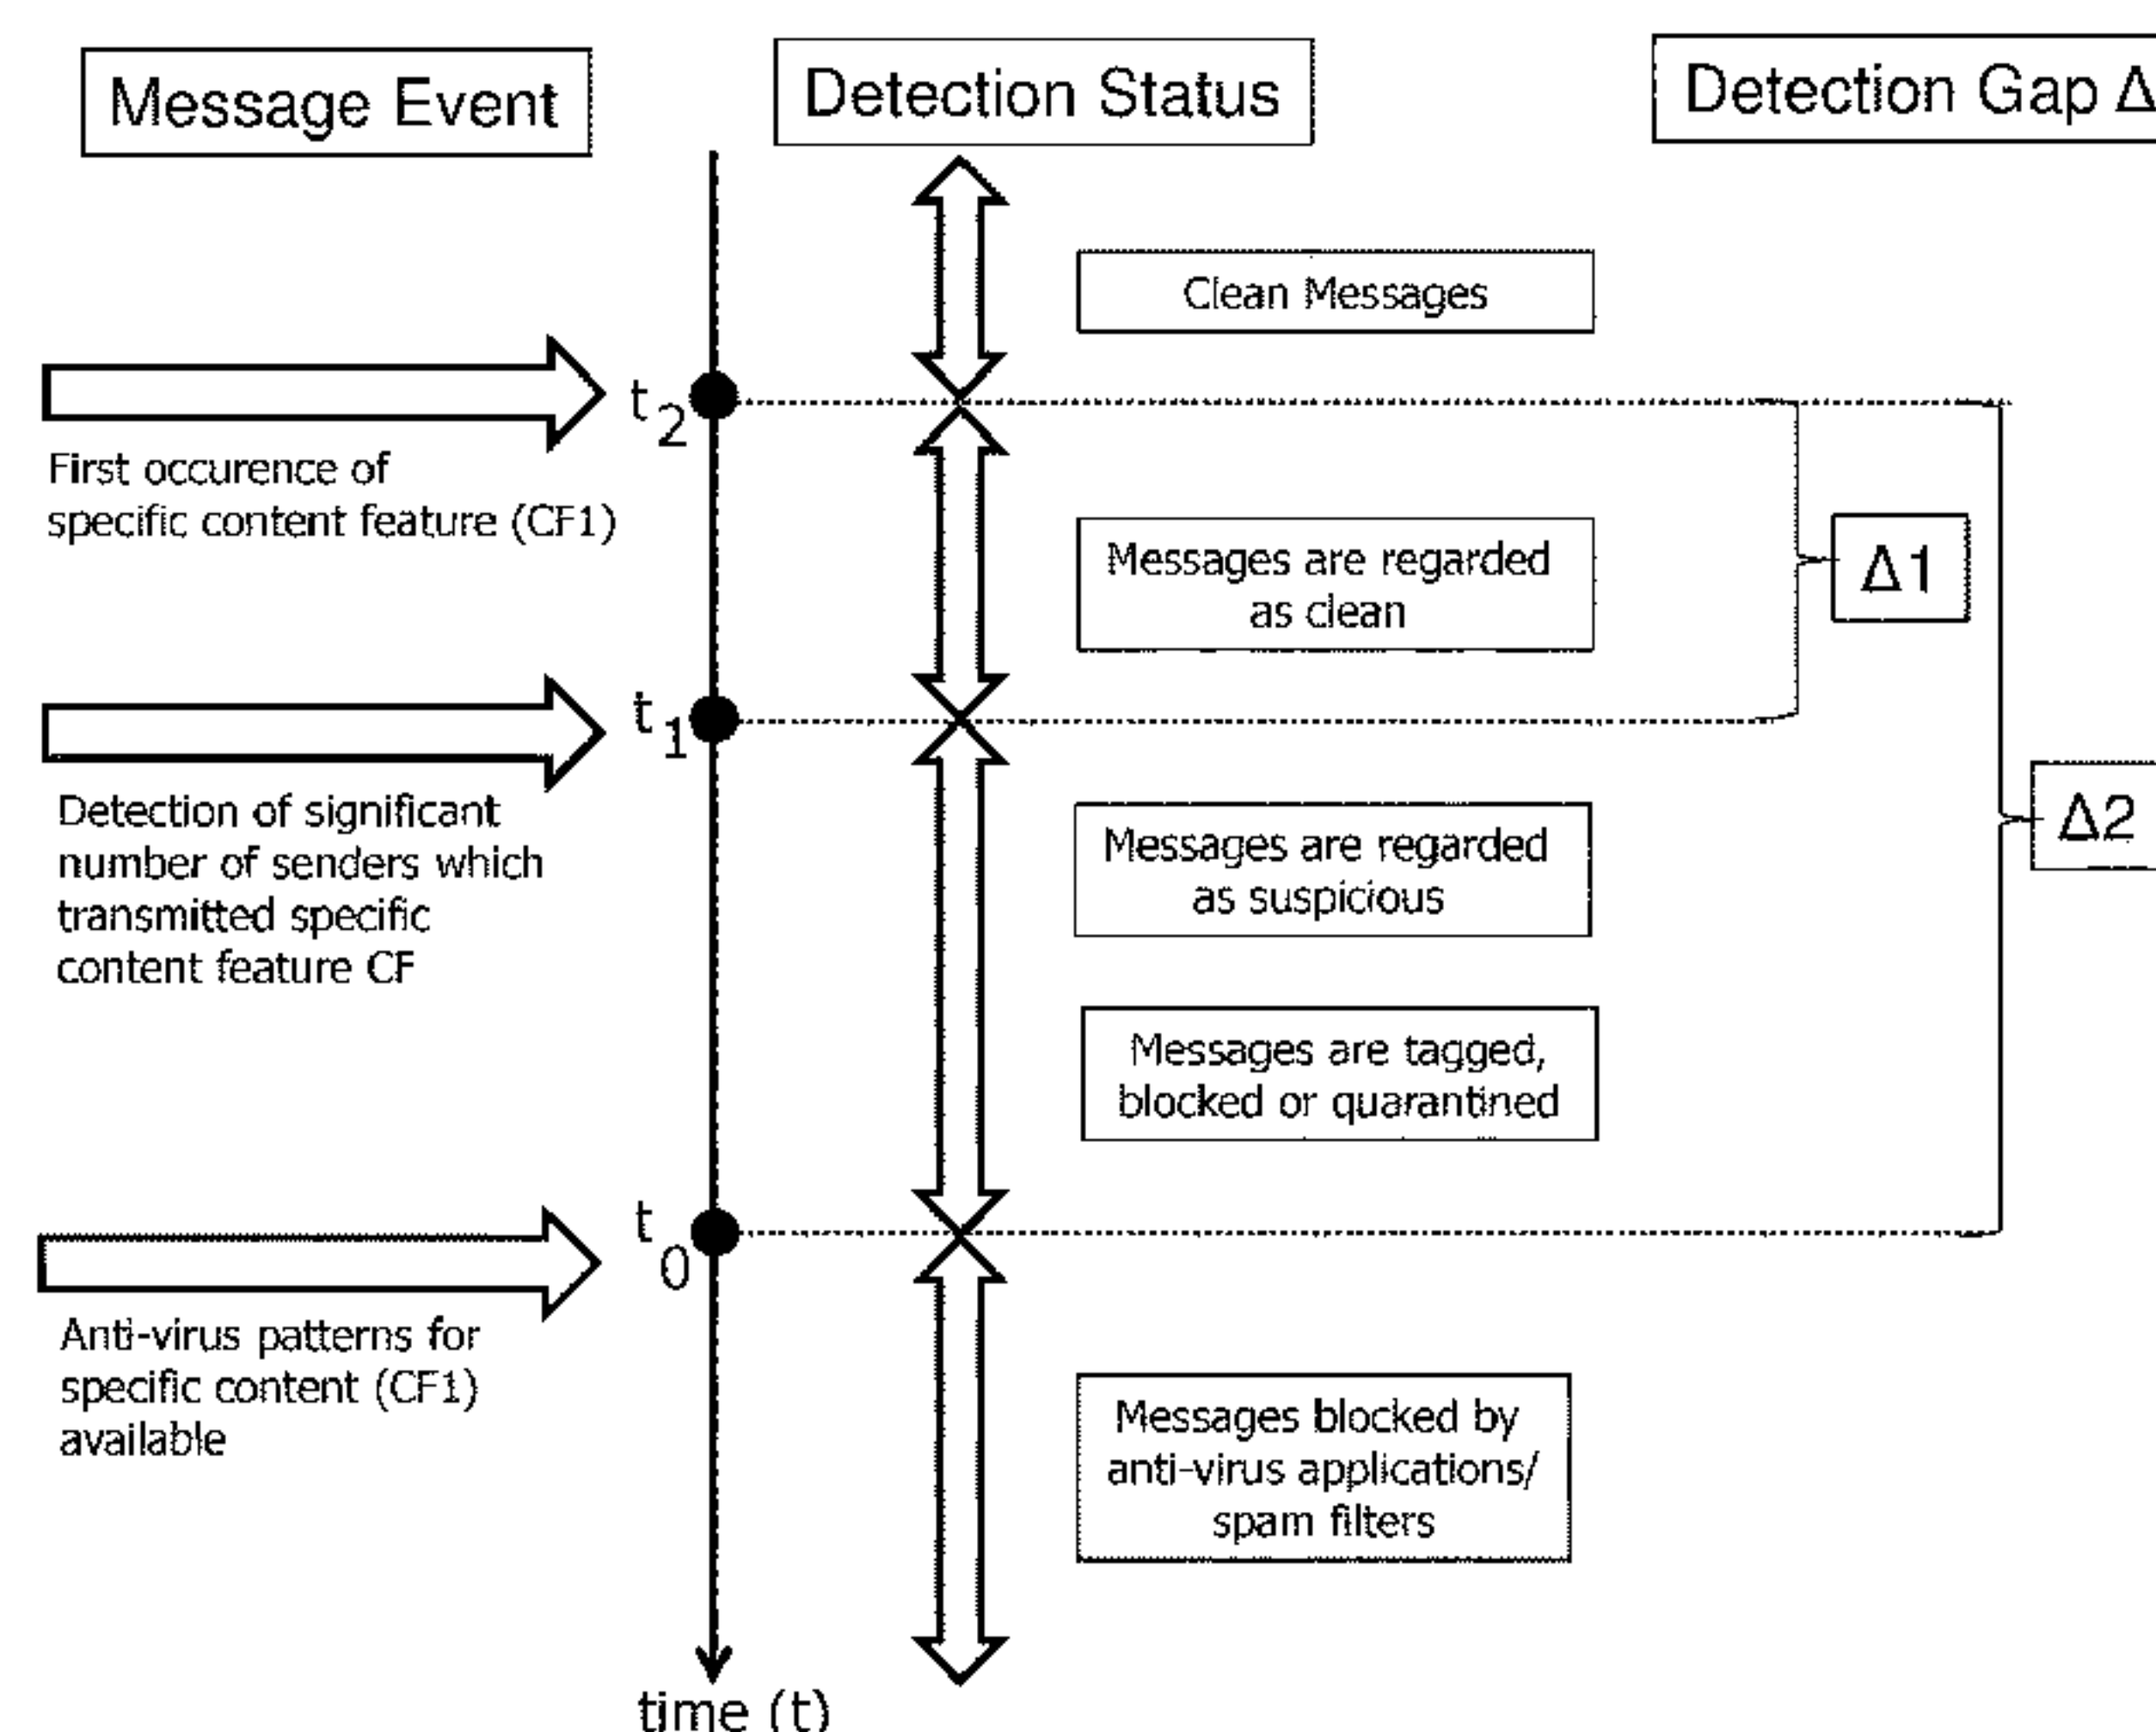 Message Event
Detection Status
Detection Gap Δ
Clean Messages
t2
First occurence of
specific content feature (CF1)
Messages are regarded
as clean
Δ1
t1
Detection of significant
number of senders which
transmitted specific
content feature CF
Messages are regarded
as suspicious
Δ2
Messages are tagged,
blocked or quarantined
t0
Anti-virus patterns for
specific content (CF1)
available
Messages blocked by
anti-virus applications/
spam filters
time (t)